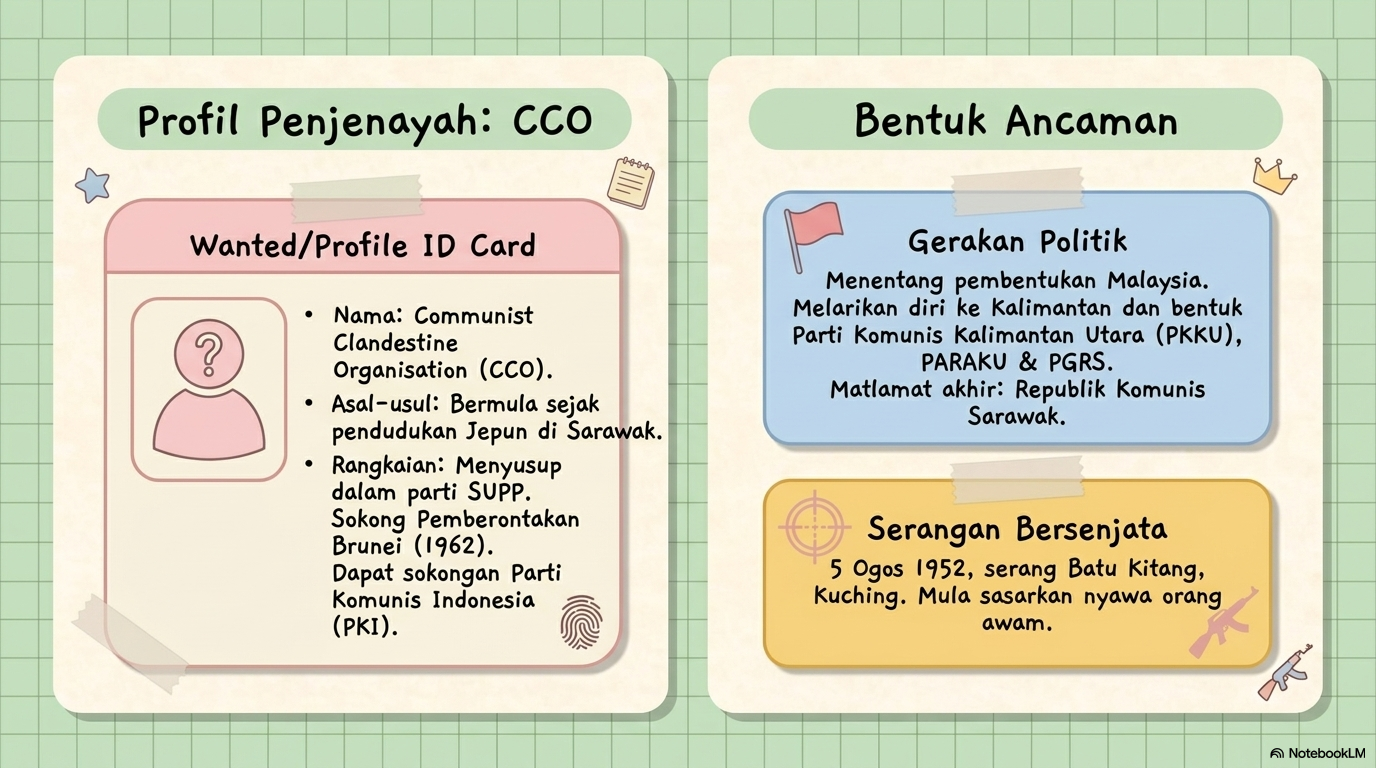 Profil Penjenayah: CCO
Wanted/Profile ID Card
?
• Nama: Communist
Clandestine
Organisation (CCO).
• Asal-usul: Bermula sejak
pendudukan Jepun di Sarawak.
• Rangkaian: Menyusup
dalam parti SUPP.
Sokong Pemberontakan
Brunei (1962).
Dapat sokongan Parti
Komunis Indonesia
(PKI).
Bentuk Ancaman
Gerakan Politik
Menentang pembentukan Malaysia.
Melarikan diri ke Kalimantan dan bentuk
Parti Komunis Kalimantan Utara (PKKU),
PARAKU & PGRS.
Matlamat akhir: Republik Komunis
Sarawak.
Serangan Bersenjata
5 Ogos 1952, serang Batu Kitang,
Kuching. Mula sasarkan nyawa orang
awam.
NotebookLM